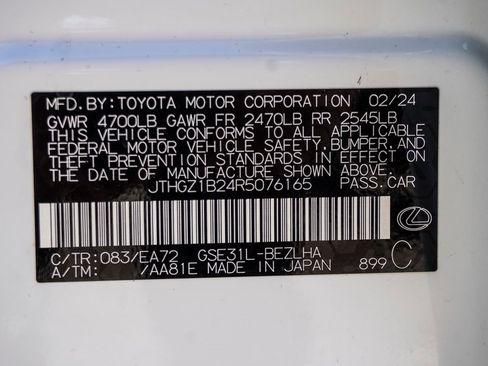 MFD.BY:TOYOTA MOTOR CORPORATION 02/24
GVWR 4700LB GAWR FR 2470LB RR 2545LB
THIS VEHICLE CONFORMS TO ALL APPLICABLE
FEDERAL MOTOR VEHICLE SAFETY,BUMPER,AND
THEFT PREVENTION STANDARDS IN EFFECT ON
THE DATE OF MANUFACTURE SHOWN ABOVE.
JTHGZ1B24R5076165 PASS.CAR
C/TR:083/EA72 GSE31L-BEZLHA
A/TM: /AA81E MADE IN JAPAN 899 C